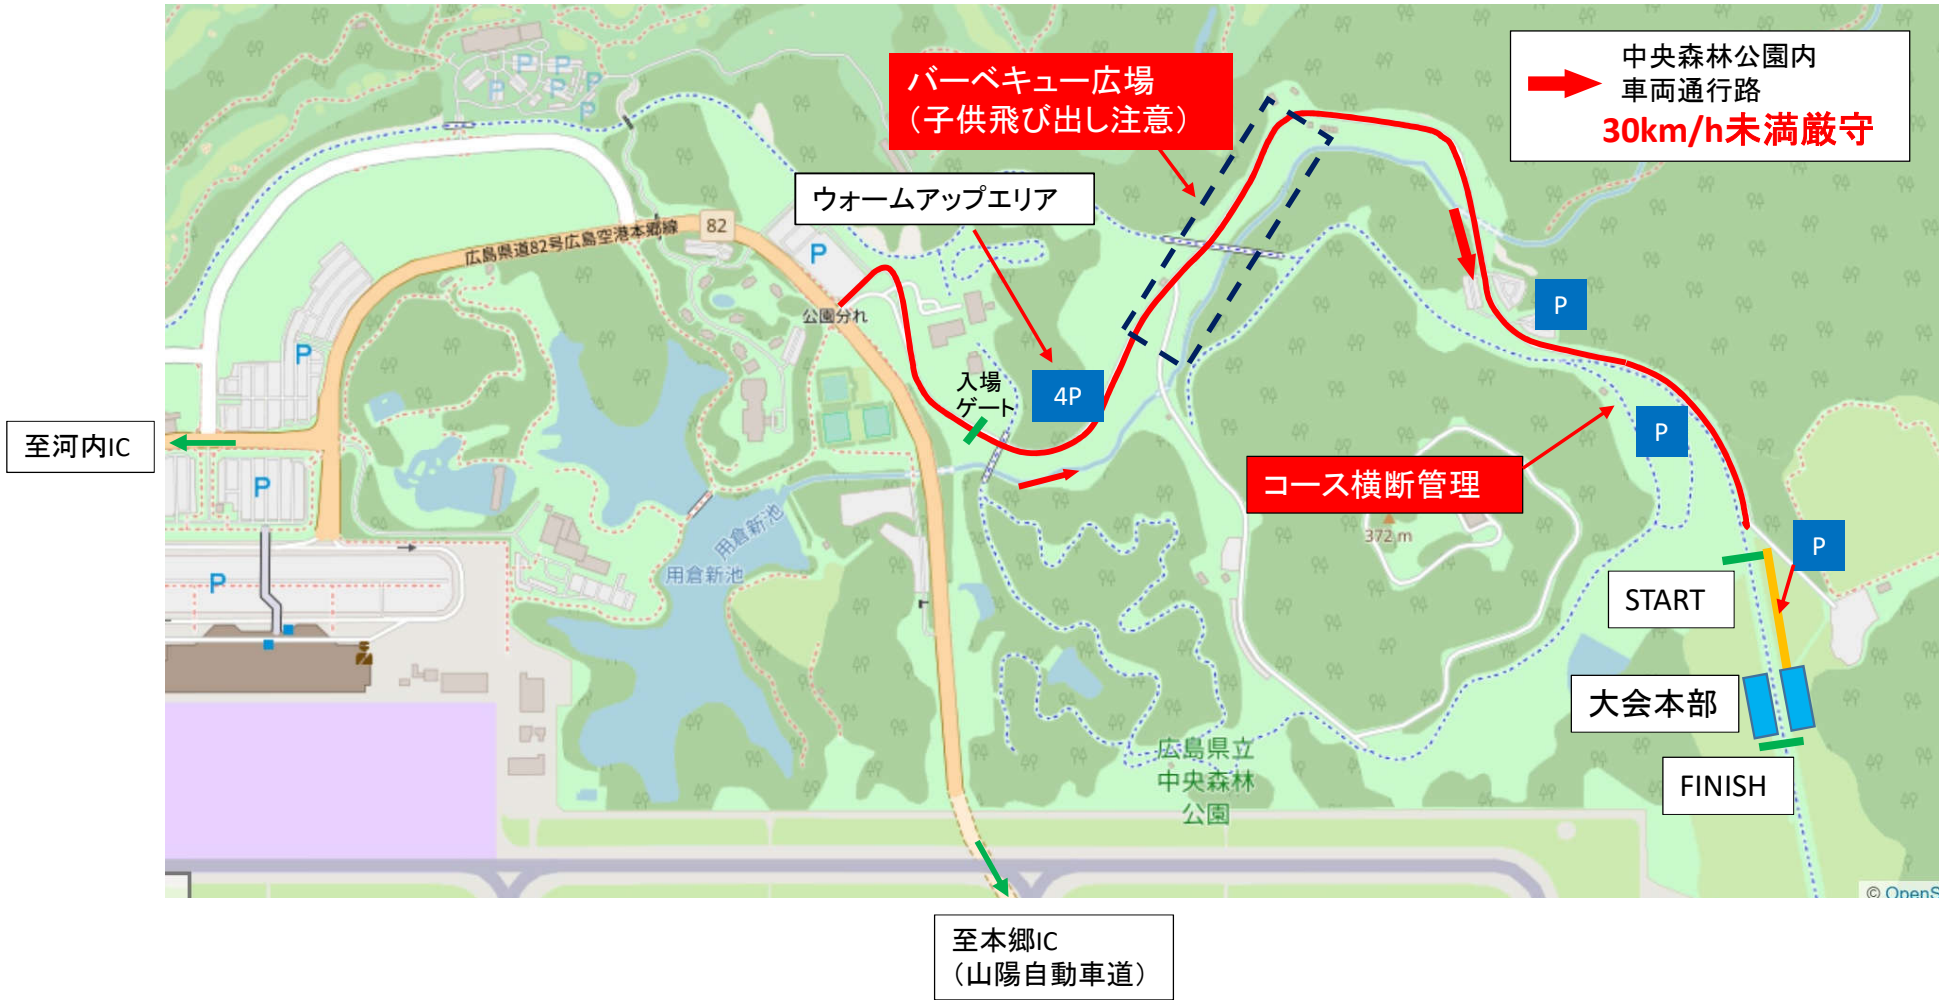 中央森林公園内
車両通行路
30km/h未満厳守
バーベキュー広場
（子供飛び出し注意）
ウォームアップエリア
P
P
P
P
P
82
広島県道82号広島空港本郷線
P
公園分れ
P
入場
ゲート
4P
P
P
至河内IC
P
コース横断管理
372 m
用倉新池
用倉新池
P
P
START
大会本部
広島県立
中央森林
公園
FINISH
© OpenS
至本郷IC
（山陽自動車道）